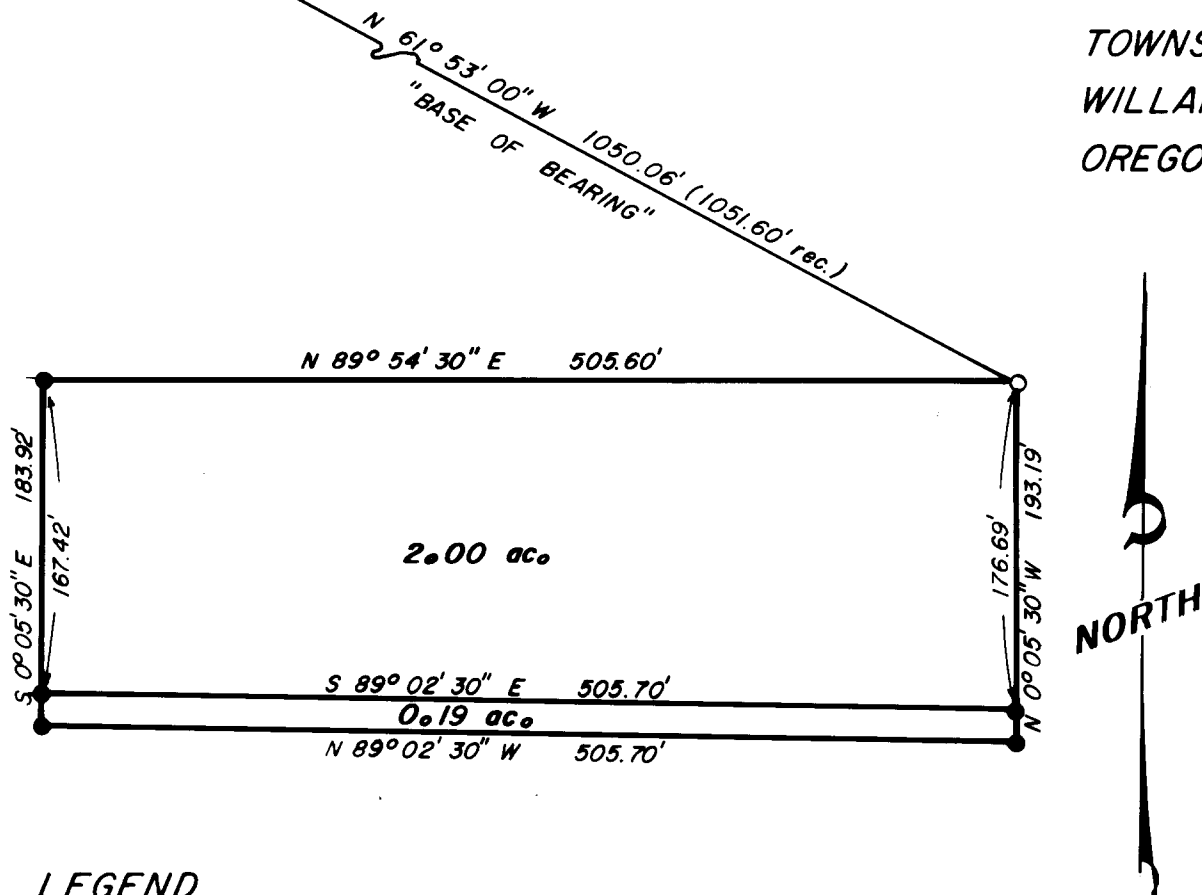 TOWNS
WILLA
OREGO
N 61° 53' 00" W 1050.06' (1051.60' rec.)
"BASE OF BEARING"
N 89° 54' 30" E 505.60'
S 0° 05' 30" E 183.92'
167.42'
2.00 ac.
176.69'
N 0° 05' 30" W 193.19'
NORTH
S 89° 02' 30" E 505.70'
0.19 ac.
N 89° 02' 30" W 505.70'
LEGEND